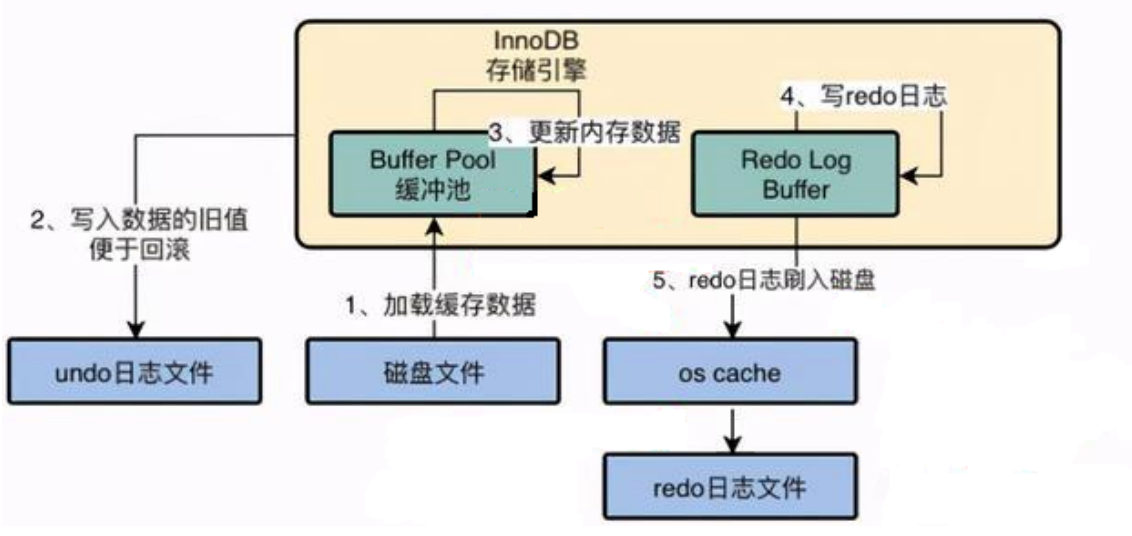 InnoDB
存储引擎
4、写redo日志
3、更新内存数据
Buffer Pool
缓冲池
Redo Log
Buffer
2、写入数据的旧值
便于回滚
5、redo日志刷入磁盘
1、加载缓存数据
undo日志文件
磁盘文件
os cache
redo日志文件